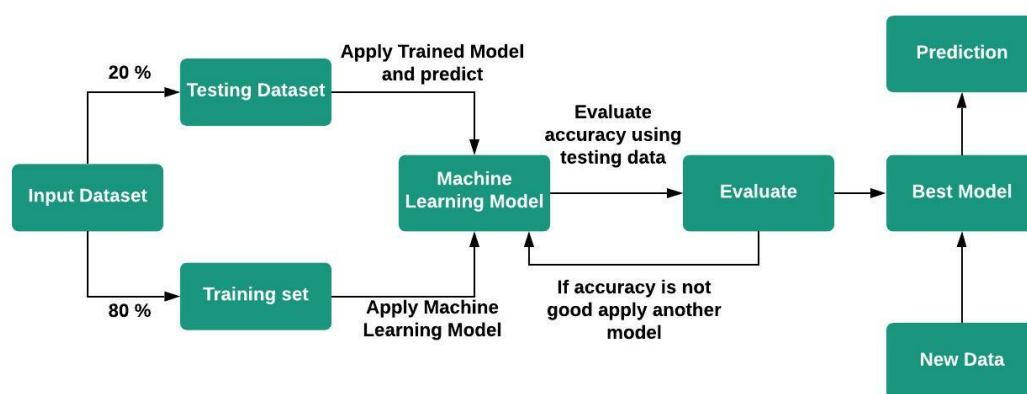 Prediction
Apply Trained Model
and predict
20 %
Testing Dataset
Evaluate
accuracy using
testing data
Input Dataset
Machine
Learning Model
Evaluate
Best Model
Training set
80 %
Apply Machine
Learning Model
If accuracy is not
good apply another
model
New Data